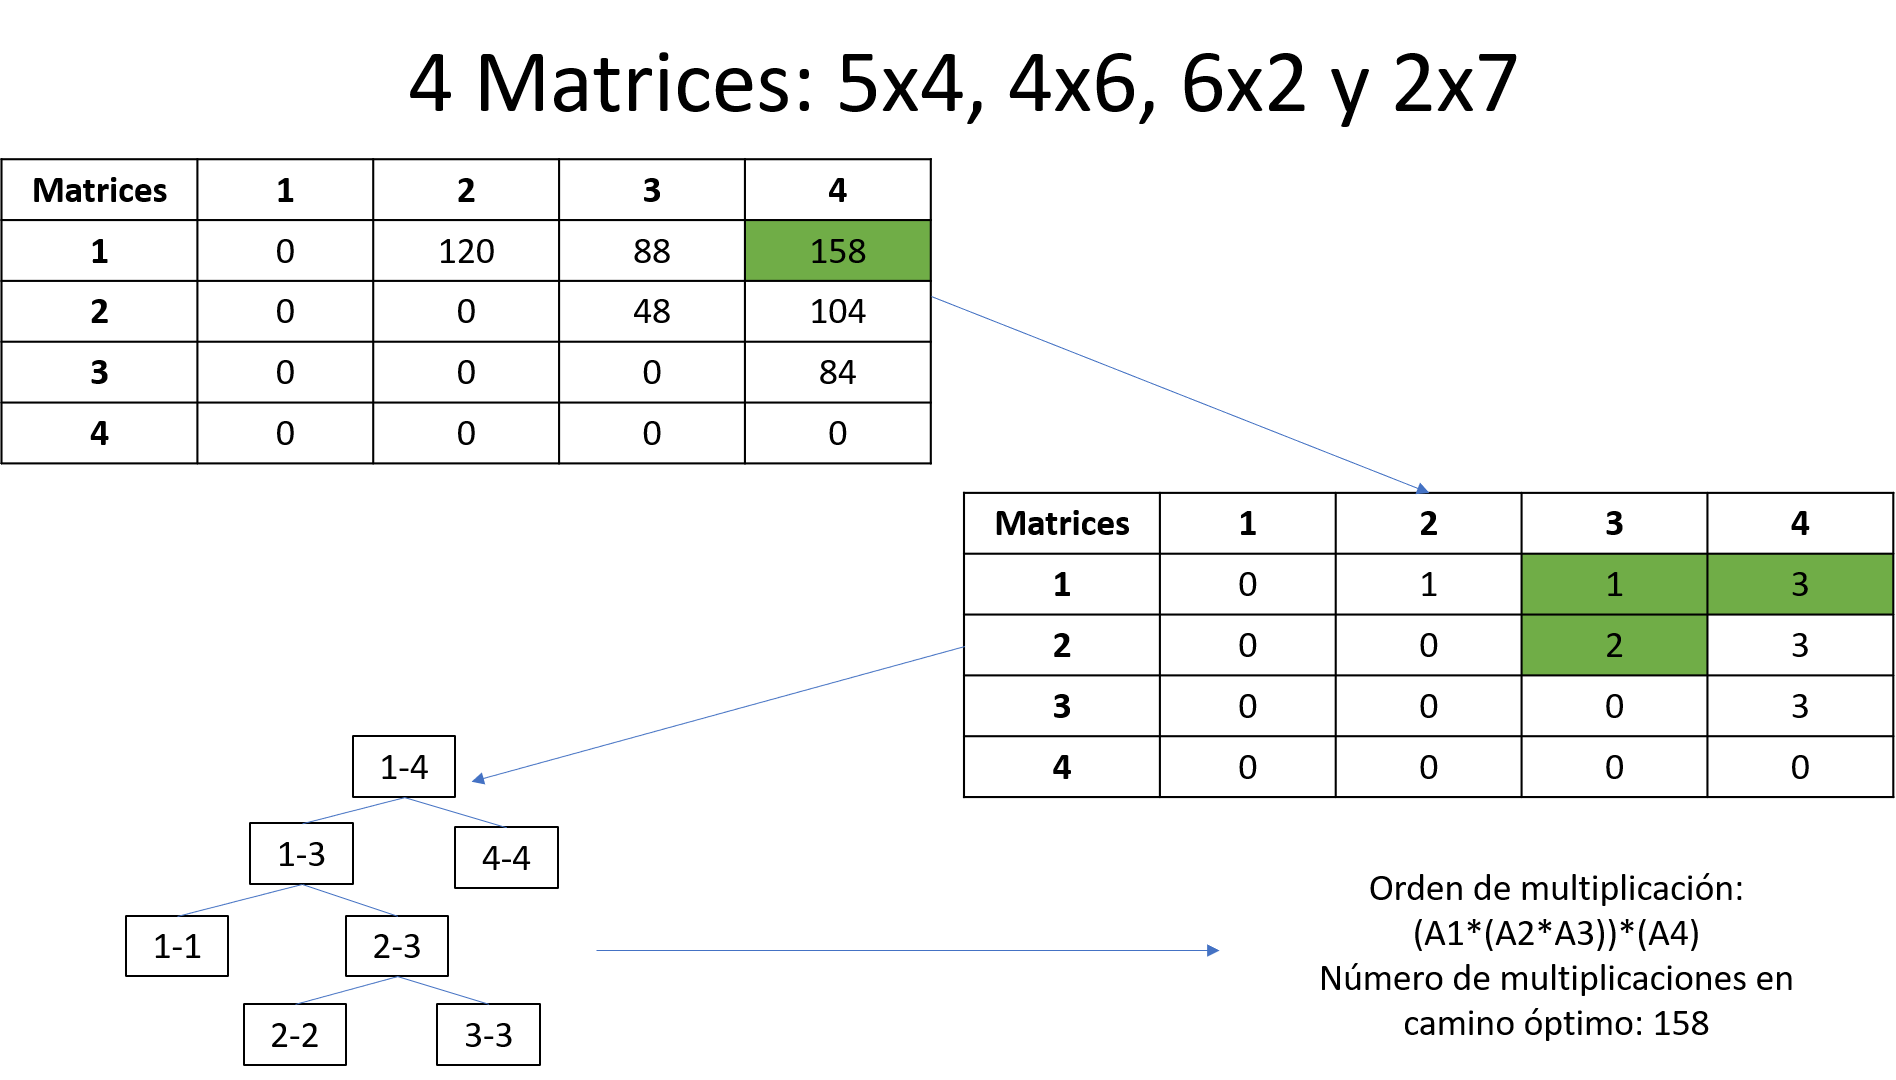 4 Matrices: 5x4, 4x6, 6x2 y 2x7
Matrices 1 2 3 4
1 0 120 88 158
2 0 0 48 104
3 0 0 0 84
4 0 0 0 0
Matrices 1 2 3 4
1 0 1 1 3
2 0 0 2 3
3 0 0 0 3
4 0 0 0 0
1-4
1-3 4-4
1-1 2-3
2-2 3-3
Orden de multiplicación:
(A1*(A2*A3))*(A4)
Número de multiplicaciones en
camino óptimo: 158